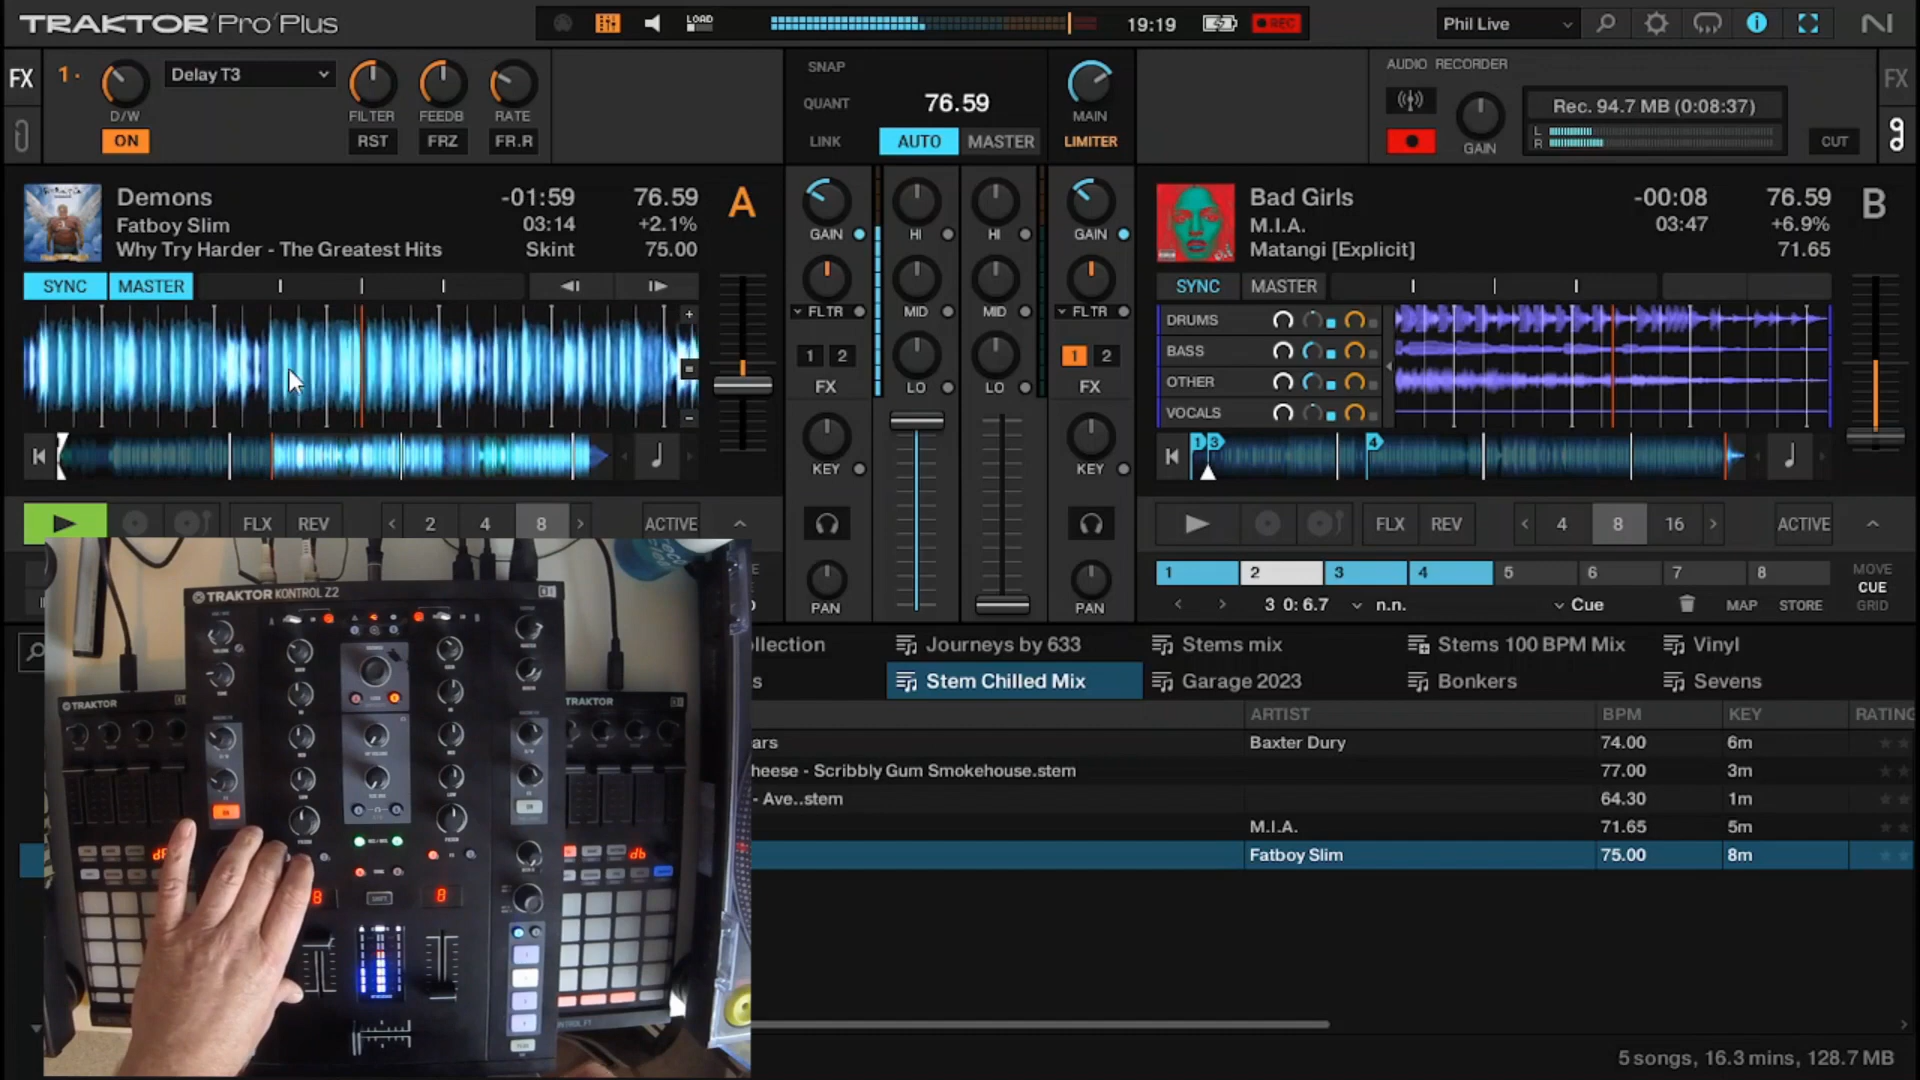 TRAKTOR Pro Plus
LOAD
19:19
REC
Phil Live
i
FX
1
Delay T3
D/W
ON
FILTER
FEEDB
RATE
RST
FRZ
FR.R
SNAP
QUANT
LINK
76.59
AUTO
MASTER
MAIN
LIMITER
AUDIO RECORDER
GAIN
Rec. 94.7 MB (0:08:37)
L
R
CUT
FX
Demons
-01:59
76.59
Fatboy Slim
03:14
+2.1%
Why Try Harder - The Greatest Hits
Skint
75.00
A
SYNC
MASTER
GAIN
HI
HI
GAIN
FLTR
MID
MID
FLTR
1
2
FX
LO
LO
1
2
FX
KEY
KEY
PAN
PAN
Bad Girls
-00:08
76.59
M.I.A.
03:47
+6.9%
Matangi [Explicit]
71.65
B
SYNC
MASTER
DRUMS
BASS
OTHER
VOCALS
1
3
4
FLX
REV
2
4
8
ACTIVE
FLX
REV
4
8
16
ACTIVE
1
2
3
4
5
6
7
8
3 0: 6.7
n.n.
Cue
MAP
STORE
MOVE
CUE
GRID
TRAKTOR KONTROL Z2
TRAKTOR
TRAKTOR
8
8
SHIFT
ollection
Journeys by 633
Stems mix
Stems 100 BPM Mix
Vinyl
s
Stem Chilled Mix
Garage 2023
Bonkers
Sevens
ARTIST
BPM
KEY
RATING
ars
Baxter Dury
74.00
6m
heese - Scribbly Gum Smokehouse.stem
77.00
3m
- Ave..stem
64.30
1m
M.I.A.
71.65
5m
Fatboy Slim
75.00
8m
5 songs, 16.3 mins, 128.7 MB